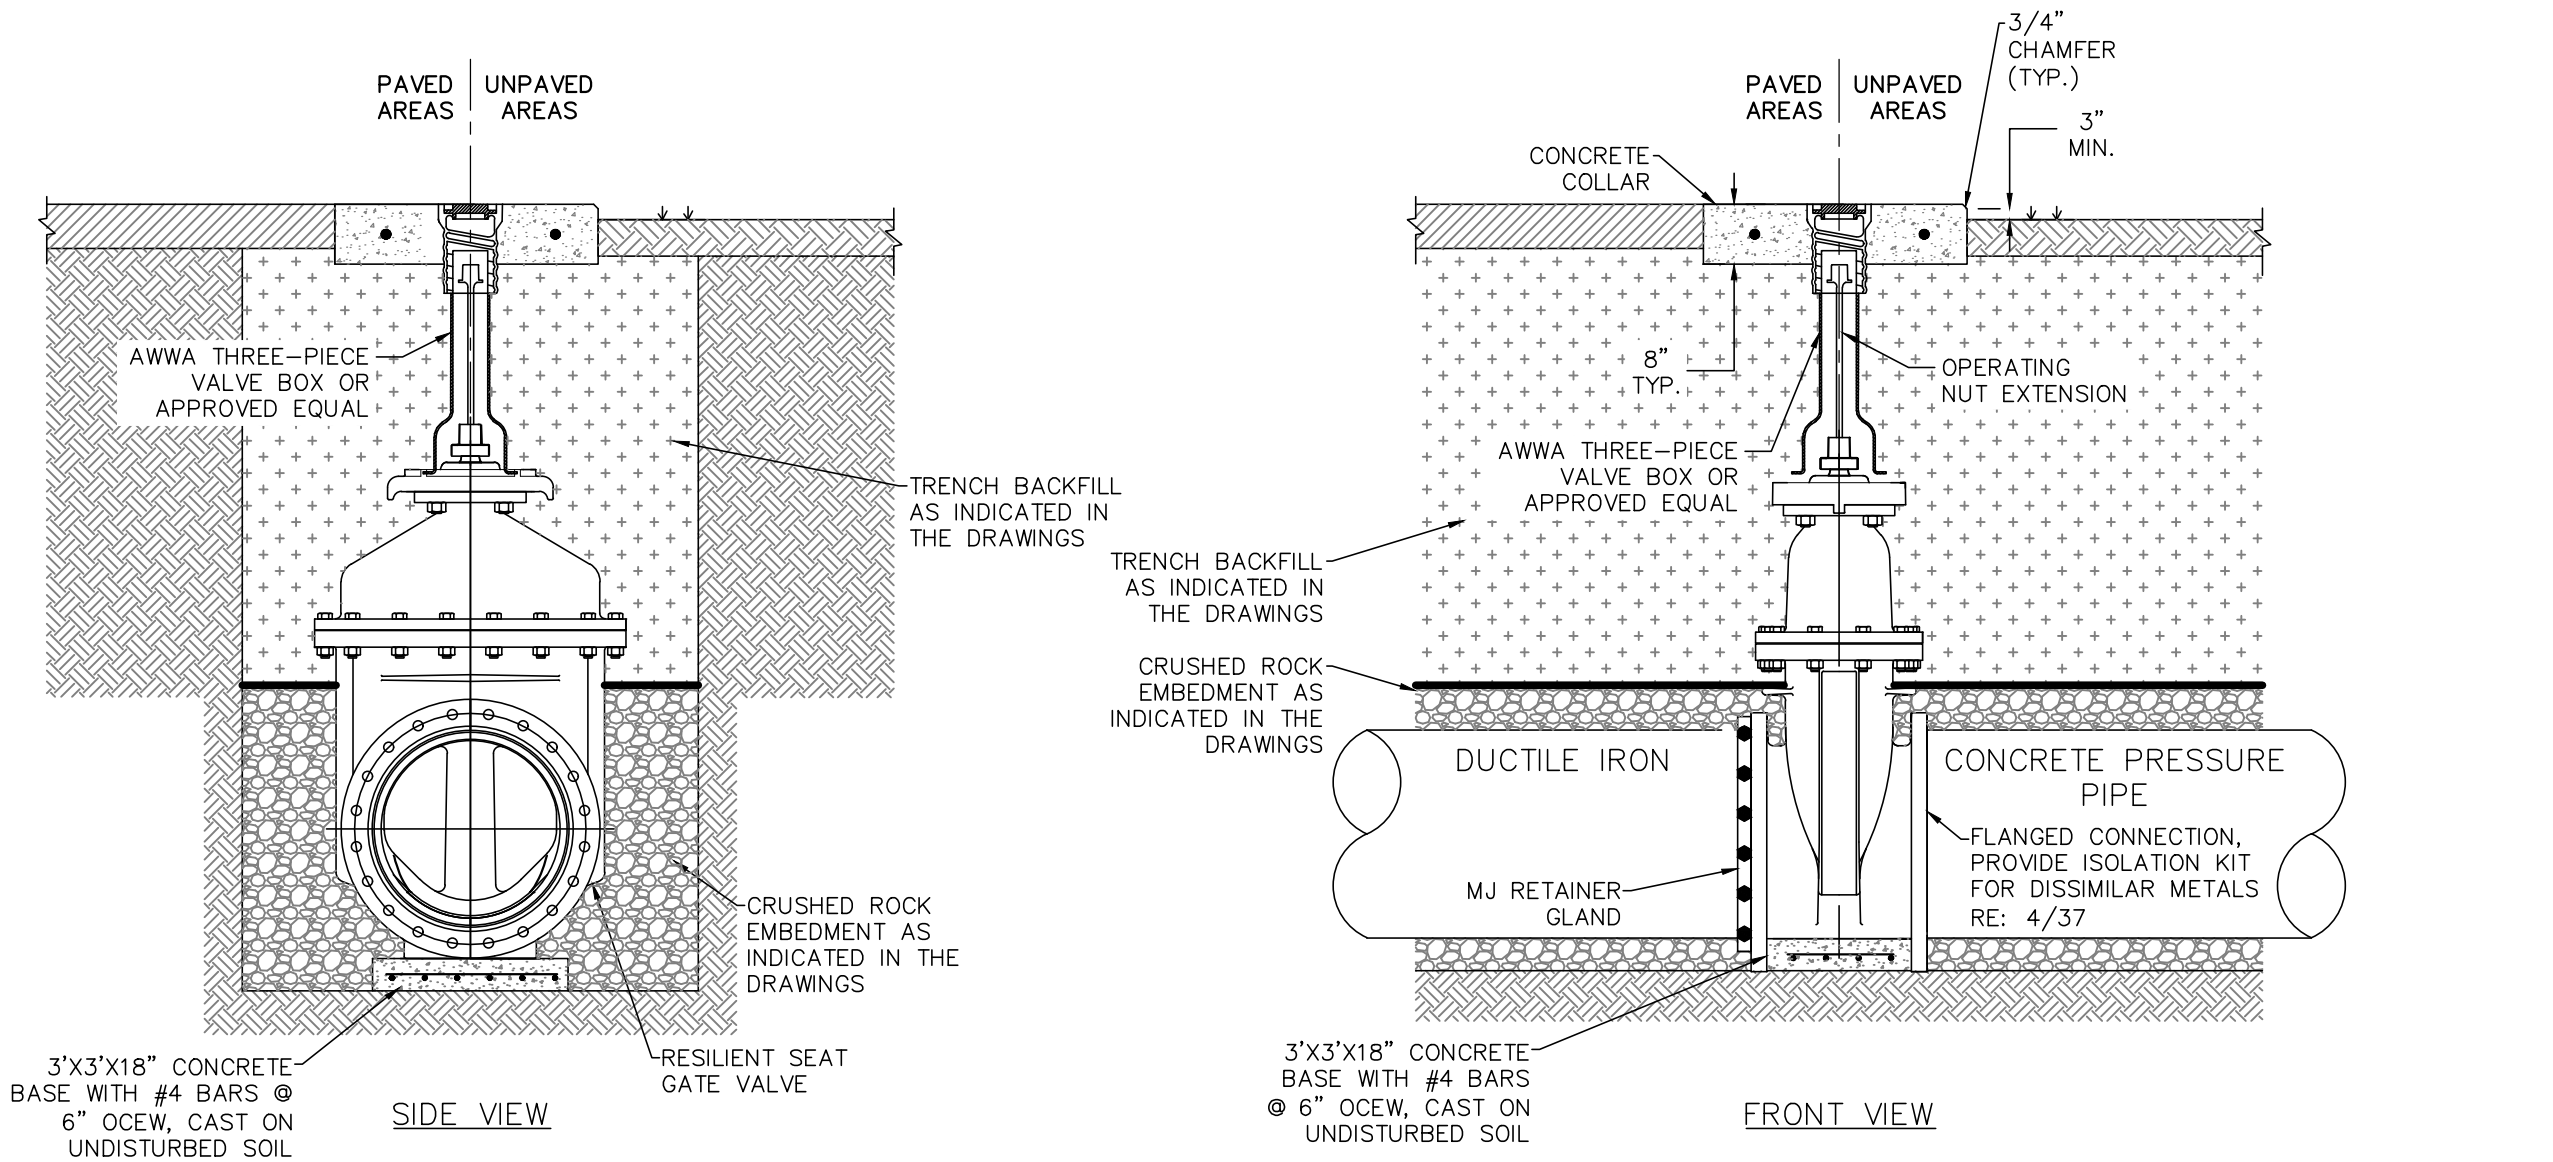 PAVED
AREAS
UNPAVED
AREAS
AWWA THREE-PIECE
VALVE BOX OR
APPROVED EQUAL
TRENCH BACKFILL
AS INDICATED IN
THE DRAWINGS
CRUSHED ROCK
EMBEDMENT AS
INDICATED IN THE
DRAWINGS
RESILIENT SEAT
GATE VALVE
3'X3'X18" CONCRETE
BASE WITH #4 BARS @
6" OCEW, CAST ON
UNDISTURBED SOIL
SIDE VIEW
PAVED
AREAS
UNPAVED
AREAS
3/4"
CHAMFER
(TYP.)
3"
MIN.
CONCRETE
COLLAR
8"
TYP.
OPERATING
NUT EXTENSION
AWWA THREE-PIECE
VALVE BOX OR
APPROVED EQUAL
TRENCH BACKFILL
AS INDICATED IN
THE DRAWINGS
CRUSHED ROCK
EMBEDMENT AS
INDICATED IN THE
DRAWINGS
DUCTILE IRON
CONCRETE PRESSURE
PIPE
FLANGED CONNECTION,
PROVIDE ISOLATION KIT
FOR DISSIMILAR METALS
RE: 4/37
MJ RETAINER
GLAND
3'X3'X18" CONCRETE
BASE WITH #4 BARS
@ 6" OCEW, CAST ON
UNDISTURBED SOIL
FRONT VIEW